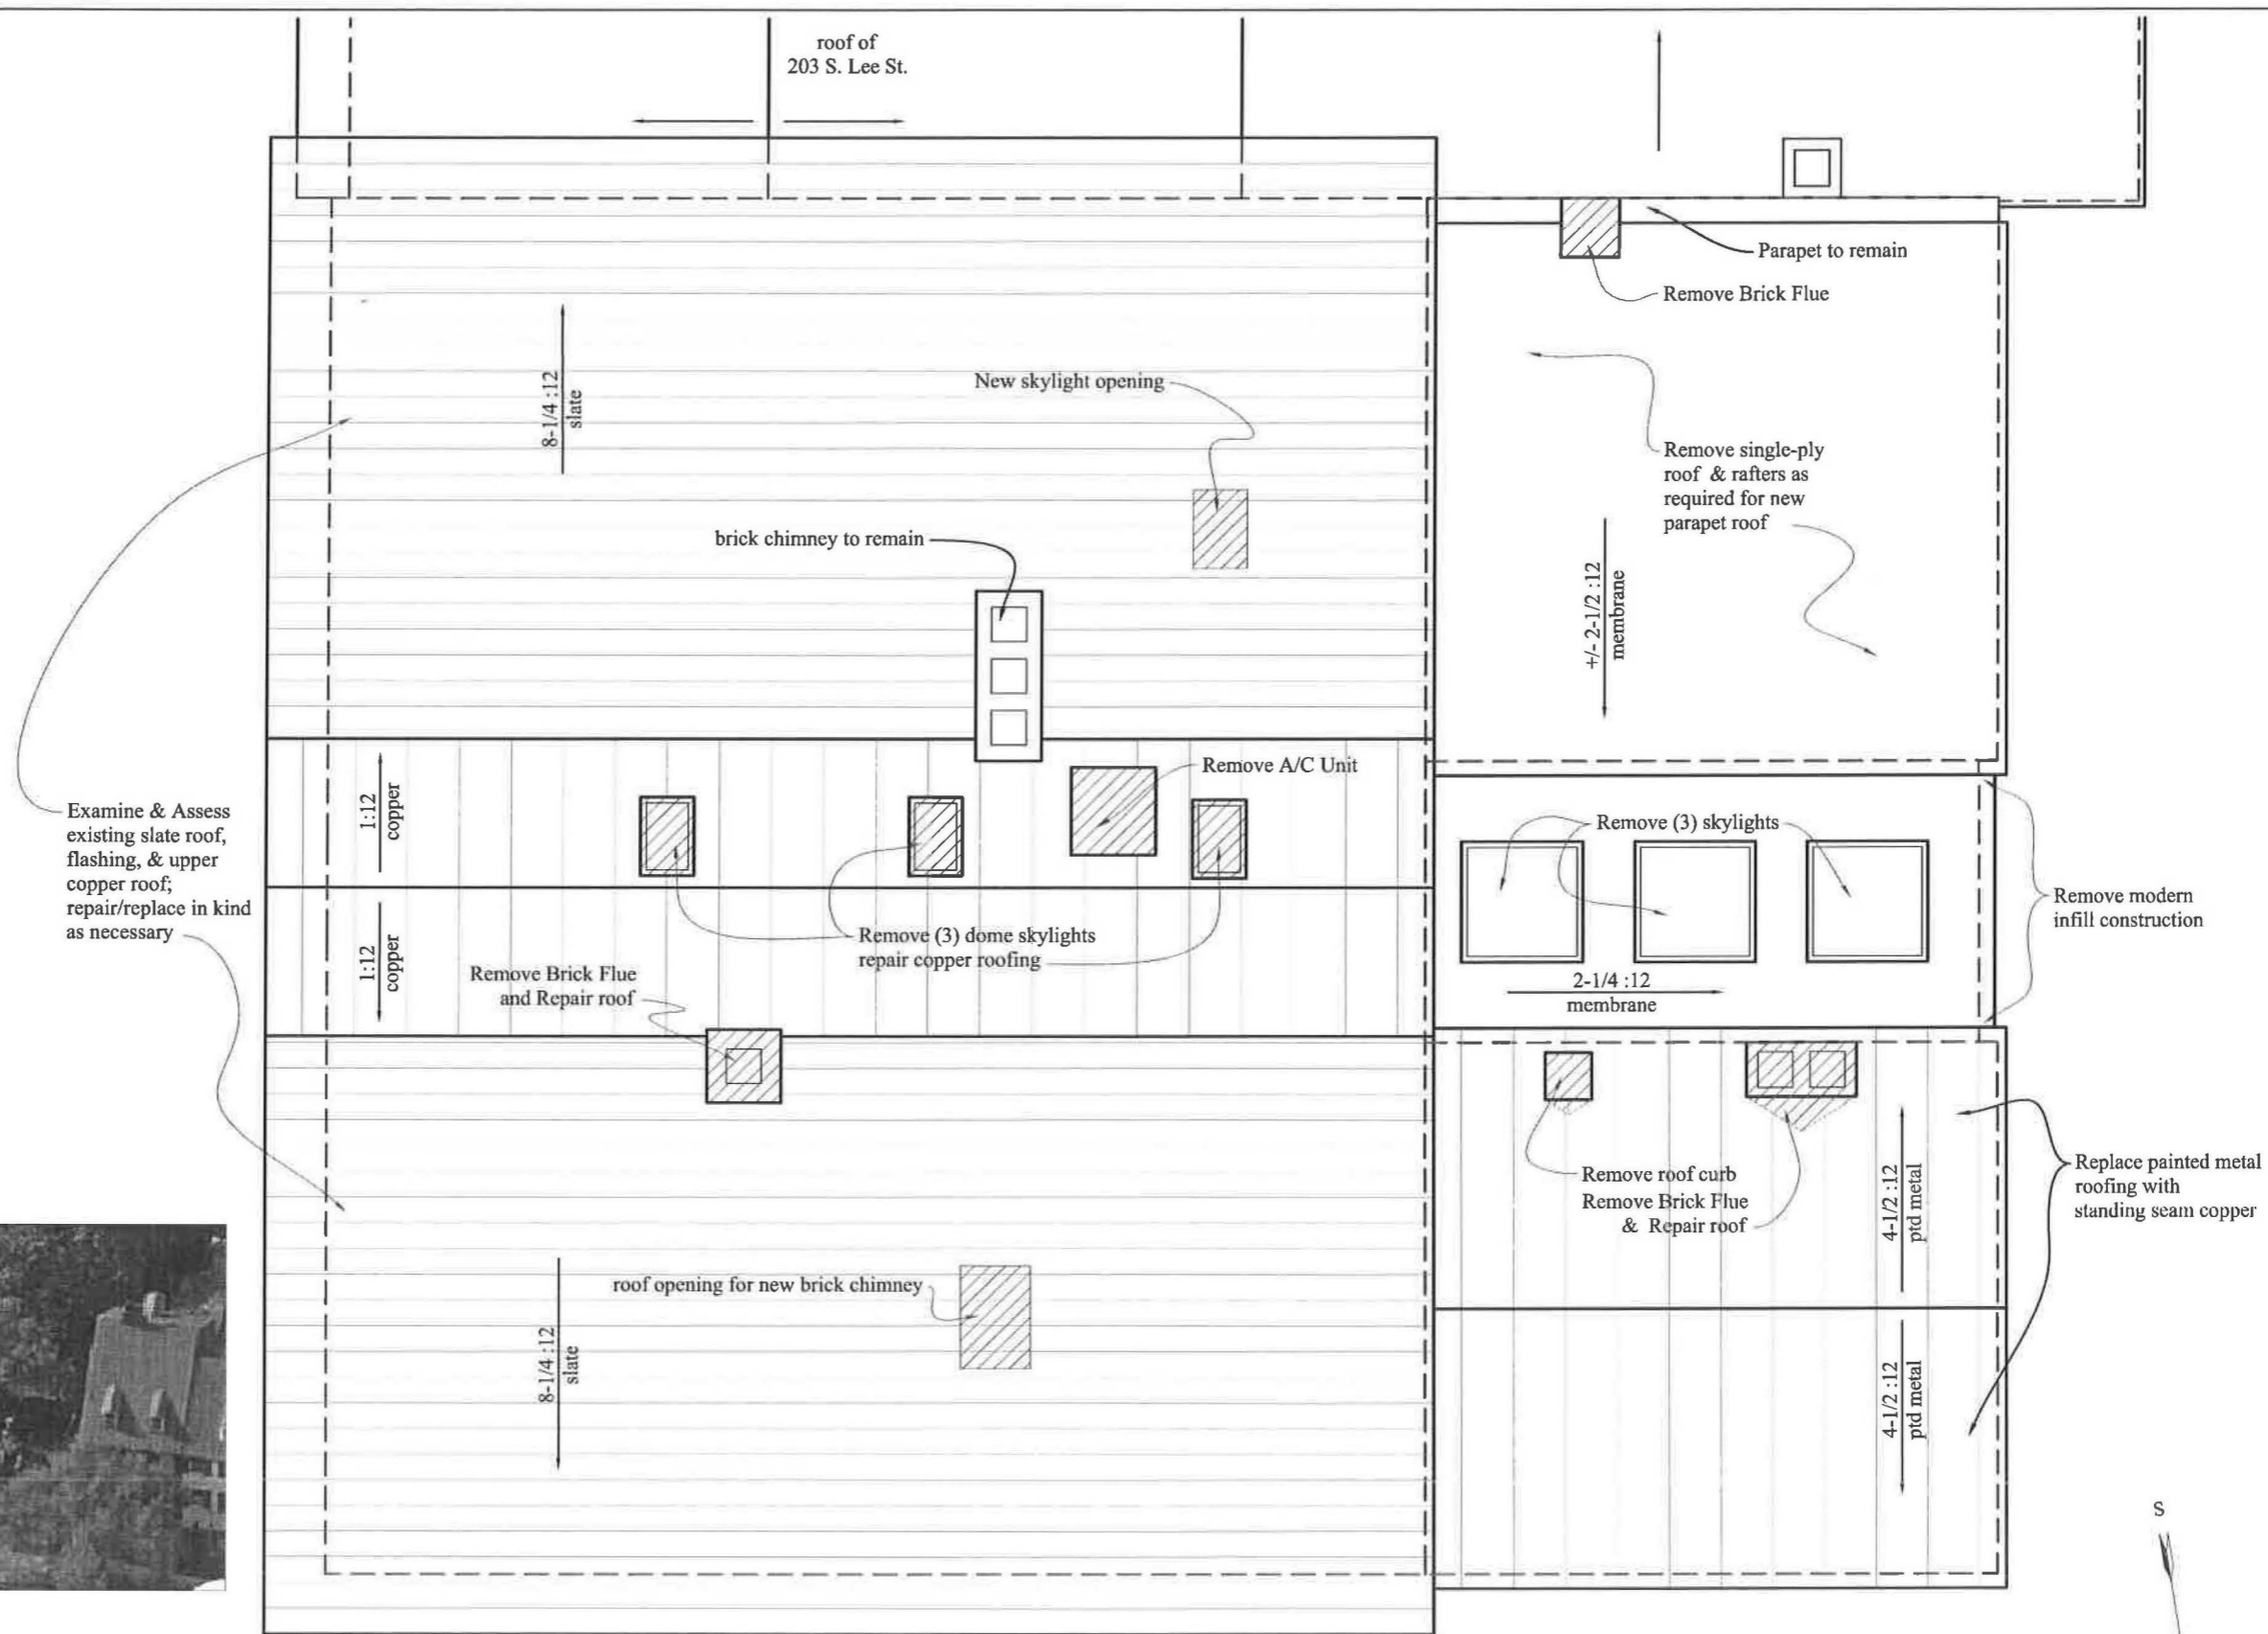 roof of
203 S. Lee St.
Parapet to remain
Remove Brick Flue
8-1/4 :12
slate
New skylight opening
Remove single-ply
roof & rafters as
required for new
parapet roof
brick chimney to remain
+/- 2-1/2 :12
membrane
Remove A/C Unit
1:12
copper
Examine & Assess
existing slate roof,
flashing, & upper
copper roof;
repair/replace in kind
as necessary
Remove (3) skylights
Remove modern
infill construction
1:12
copper
Remove (3) dome skylights
repair copper roofing
Remove Brick Flue
and Repair roof
2-1/4 :12
membrane
Remove roof curb
Remove Brick Flue
& Repair roof
4-1/2 :12
ptd metal
Replace painted metal
roofing with
standing seam copper
roof opening for new brick chimney
8-1/4 :12
slate
4-1/2 :12
ptd metal
S